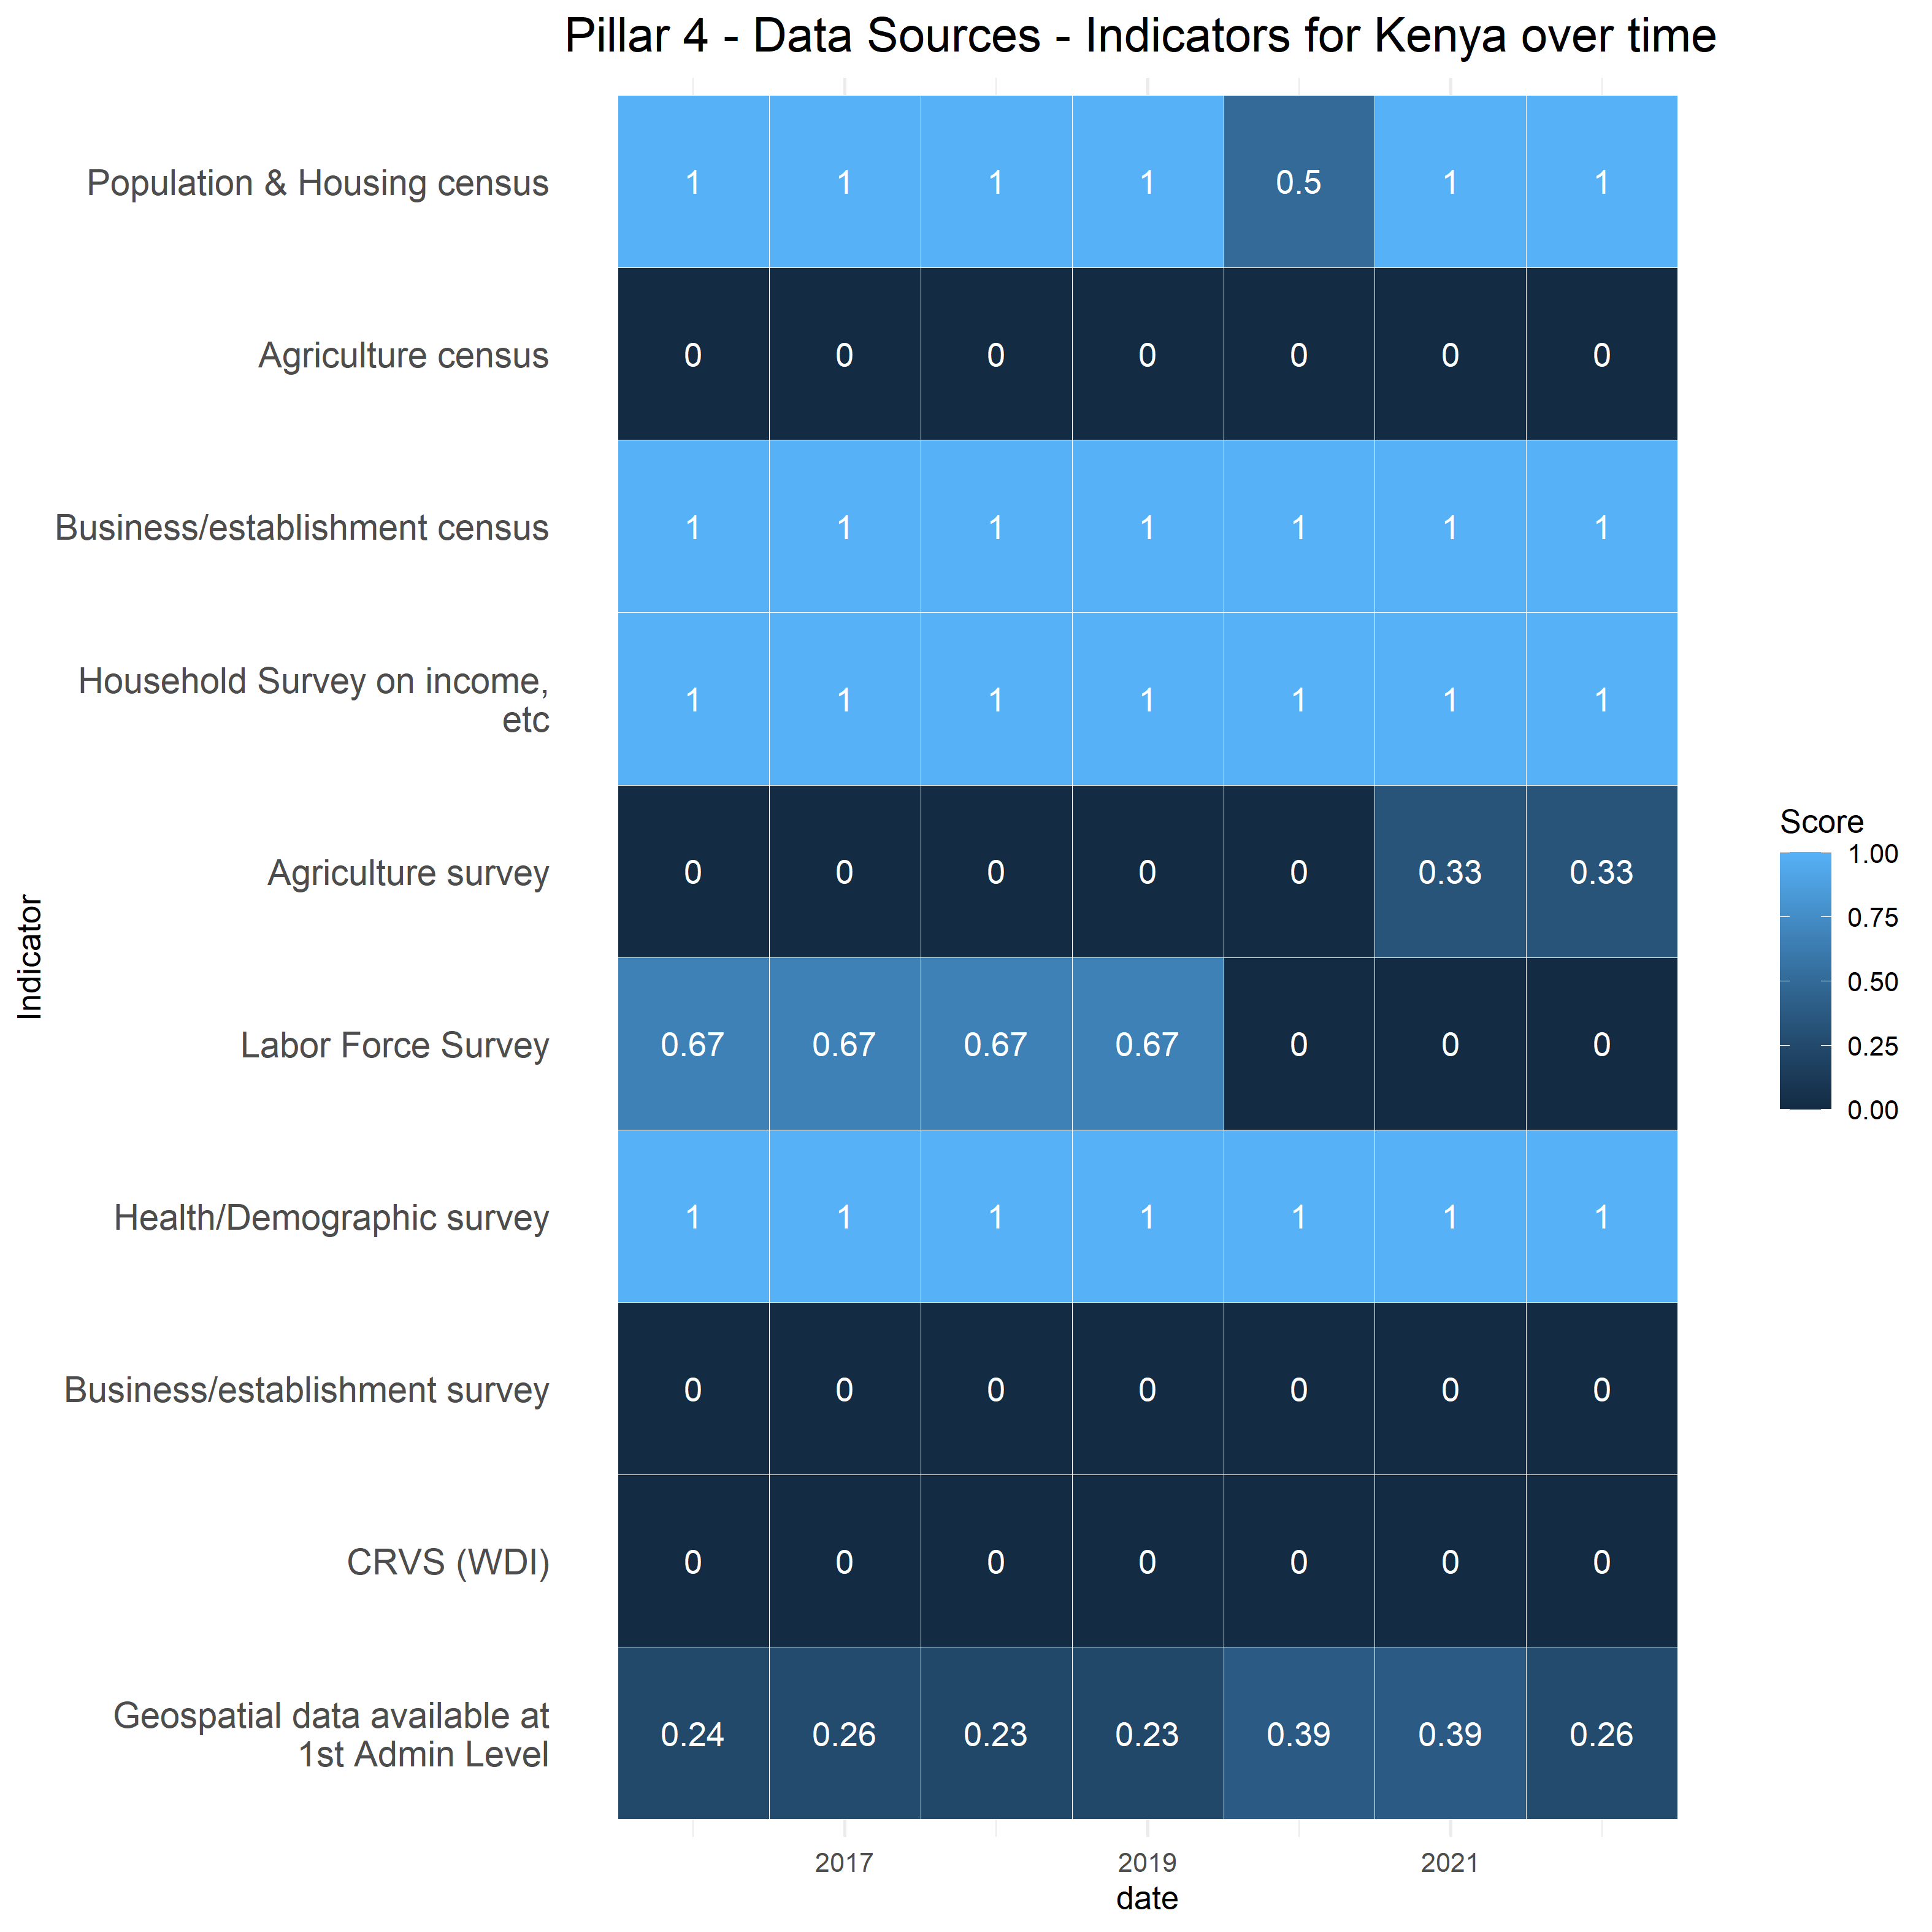 Pillar 4 - Data Sources - Indicators for Kenya over time
Population & Housing census
1 1 1 1 0.5 1 1
Agriculture census
0 0 0 0 0 0 0
Business/establishment census
1 1 1 1 1 1 1
Household Survey on income,
etc
1 1 1 1 1 1 1
Agriculture survey
0 0 0 0 0 0.33 0.33
Labor Force Survey
0.67 0.67 0.67 0.67 0 0 0
Health/Demographic survey
1 1 1 1 1 1 1
Business/establishment survey
0 0 0 0 0 0 0
CRVS (WDI)
0 0 0 0 0 0 0
Geospatial data available at
1st Admin Level
0.24 0.26 0.23 0.23 0.39 0.39 0.26
2017 2019 2021
date
Indicator
Score
1.00
0.75
0.50
0.25
0.00